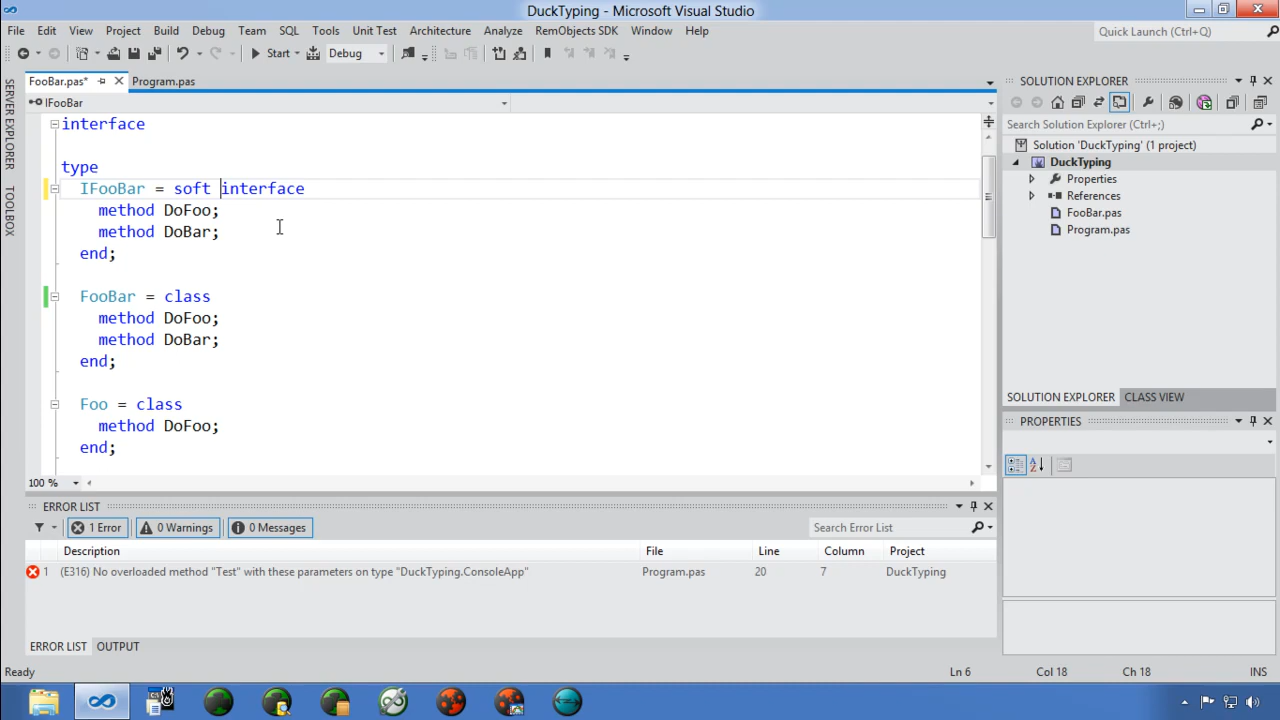 DuckTyping - Microsoft Visual Studio
File Edit View Project Build Debug Team SQL Tools Unit Test Architecture Analyze RemObjects SDK Window Help
Quick Launch (Ctrl+Q)
Start Debug
FooBar.pas* Program.pas
IFooBar
SERVER EXPLORER
TOOLBOX
interface
type
IFooBar = soft interface
method DoFoo;
method DoBar;
end;
FooBar = class
method DoFoo;
method DoBar;
end;
Foo = class
method DoFoo;
end;
100 %
SOLUTION EXPLORER
Search Solution Explorer (Ctrl+;)
Solution 'DuckTyping' (1 project)
DuckTyping
Properties
References
FooBar.pas
Program.pas
SOLUTION EXPLORER CLASS VIEW
PROPERTIES
ERROR LIST
1 Error 0 Warnings 0 Messages
Search Error List
Description File Line Column Project
1 (E316) No overloaded method "Test" with these parameters on type "DuckTyping.ConsoleApp" Program.pas 20 7 DuckTyping
ERROR LIST OUTPUT
Ready Ln 6 Col 18 Ch 18 INS